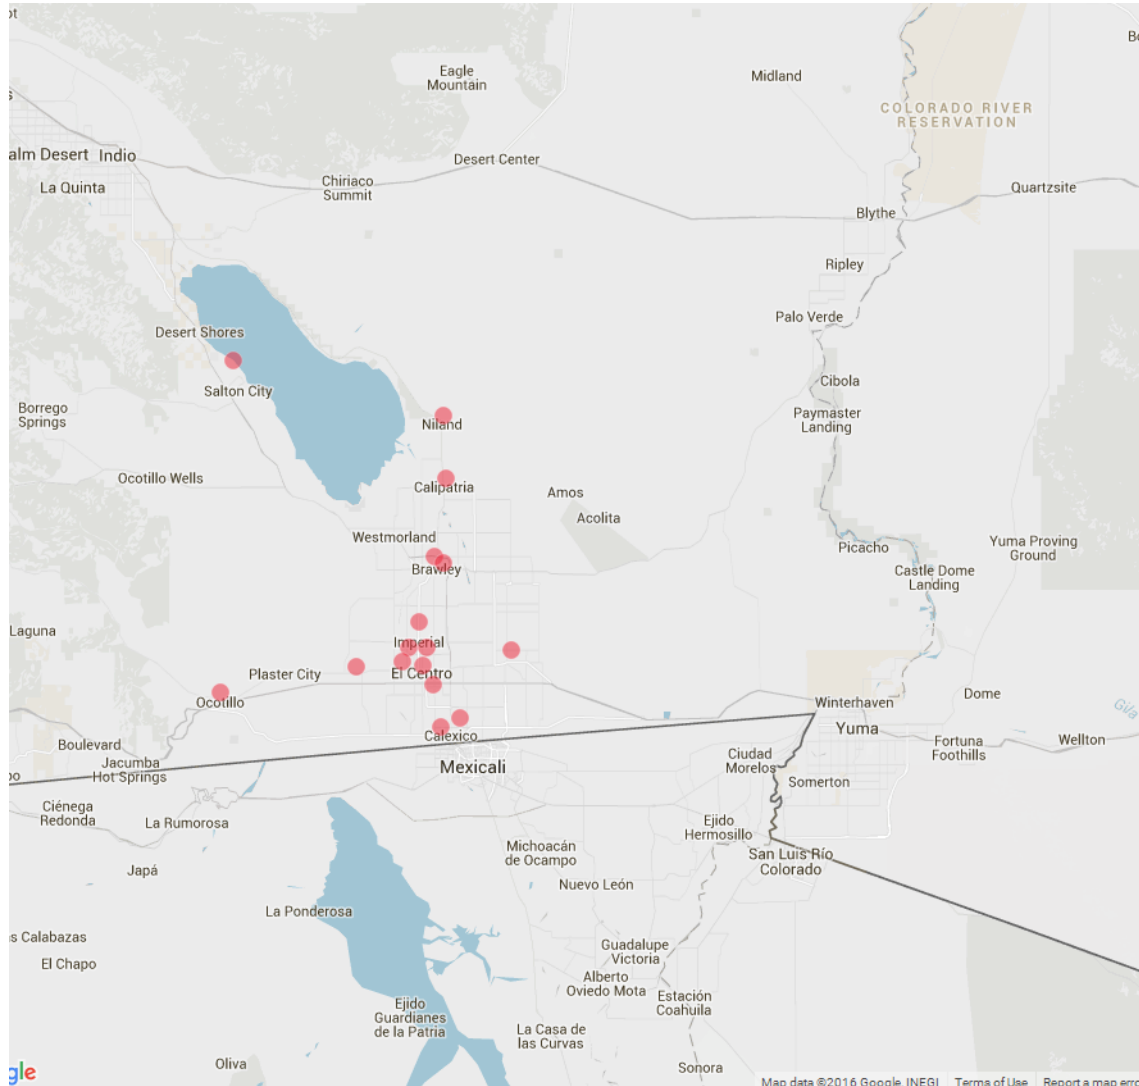 Eagle
Mountain
Midland
COLORADO RIVER
RESERVATION
alm Desert
Indio
Desert Center
La Quinta
Chiriaco
Summit
Quartzsite
Blythe
Ripley
Palo Verde
Desert Shores
Salton City
Cibola
Borrego
Springs
Paymaster
Landing
Niland
Ocotillo Wells
Calipatria
Amos
Acolita
Westmorland
Picacho
Yuma Proving
Ground
Brawley
Castle Dome
Landing
Laguna
Imperial
Plaster City
El Centro
Ocotillo
Winterhaven
Dome
Gila
Yuma
Boulevard
Calexico
Fortuna
Foothills
Wellton
Jacumba
Hot Springs
Mexicali
Ciudad
Morelos
Somerton
Ciénega
Redonda
La Rumorosa
Ejido
Hermosillo
Michoacán
de Ocampo
San Luis Río
Colorado
Japá
Nuevo León
La Ponderosa
s Calabazas
Guadalupe
Victoria
El Chapo
Alberto
Oviedo Mota
Estación
Coahuila
Ejido
Guardianes
de la Patria
La Casa de
las Curvas
Oliva
Sonora
gle
Map data ©2016 Google, INEGI
Terms of Use
Report a map erro